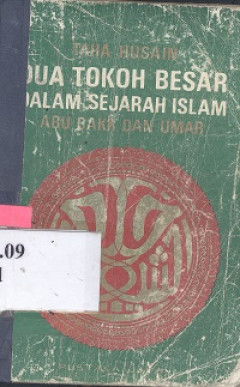 TAHA HUSAIN
DUA TOKOH BESAR
DALAM SEJARAH ISLAM
ABU BAKR DAN UMAR
.09